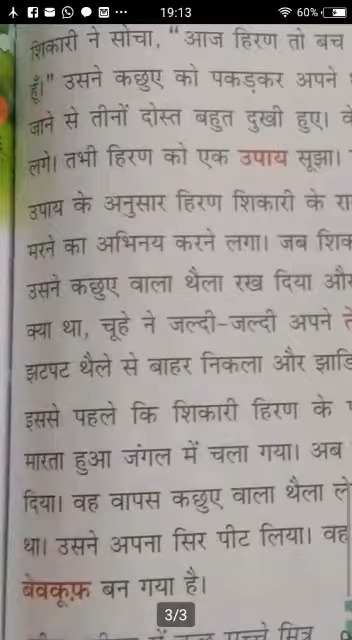 19:13 60%
शिकारी ने सोचा, "आज हिरण तो बच
हूँ।" उसने कछुए को पकड़कर अपने
जाने से तीनों दोस्त बहुत दुखी हुए।
लगे। तभी हिरण को एक उपाय सूझा।
उपाय के अनुसार हिरण शिकारी के
मरने का अभिनय करने लगा। जब
उसने कछुए वाला थैला रख दिया और
क्या था, चूहे ने जल्दी-जल्दी अपने
झटपट थैले से बाहर निकला और
इससे पहले कि शिकारी हिरण के
मारता हुआ जंगल में चला गया। अब
दिया। वह वापस कछुए वाला थैला
था। उसने अपना सिर पीट लिया। वह
बेवकूफ़ बन गया है।
3/3